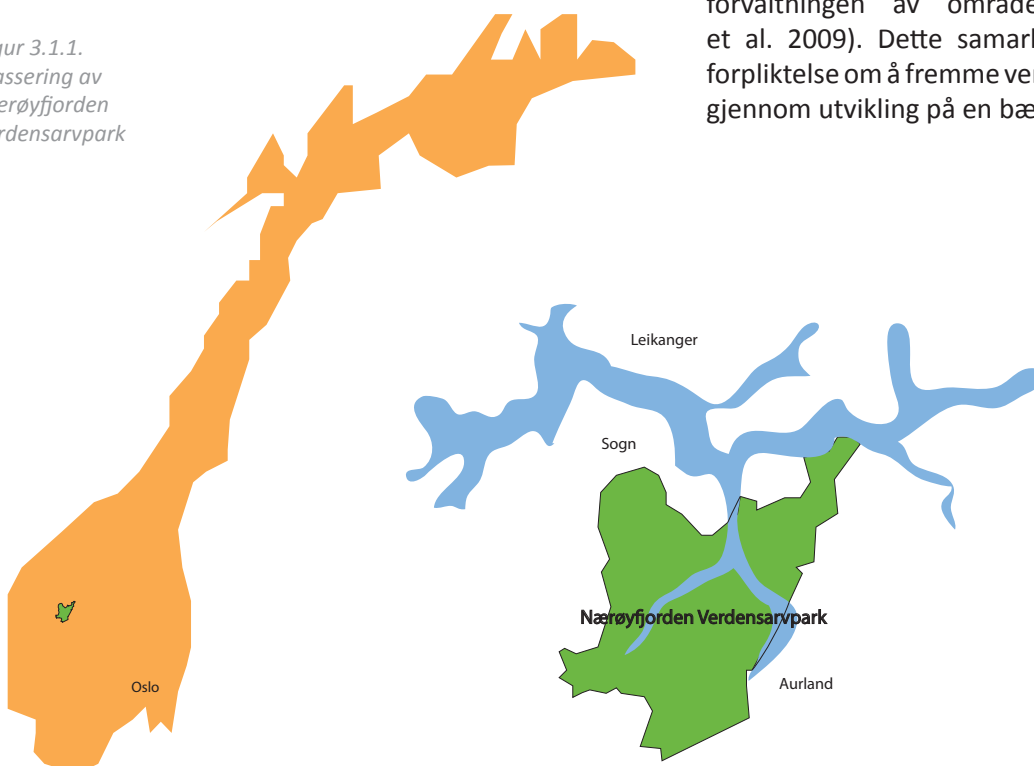 gur 3.1.1.
assering av
erøyfjorden
rdensarvpark
forvaltningen av område
et al. 2009). Dette samark
forpliktelse om å fremme ver
gjennom utvikling på en bæ
Leikanger
Sogn
Nærøyfjorden Verdensarvpark
Aurland
Oslo